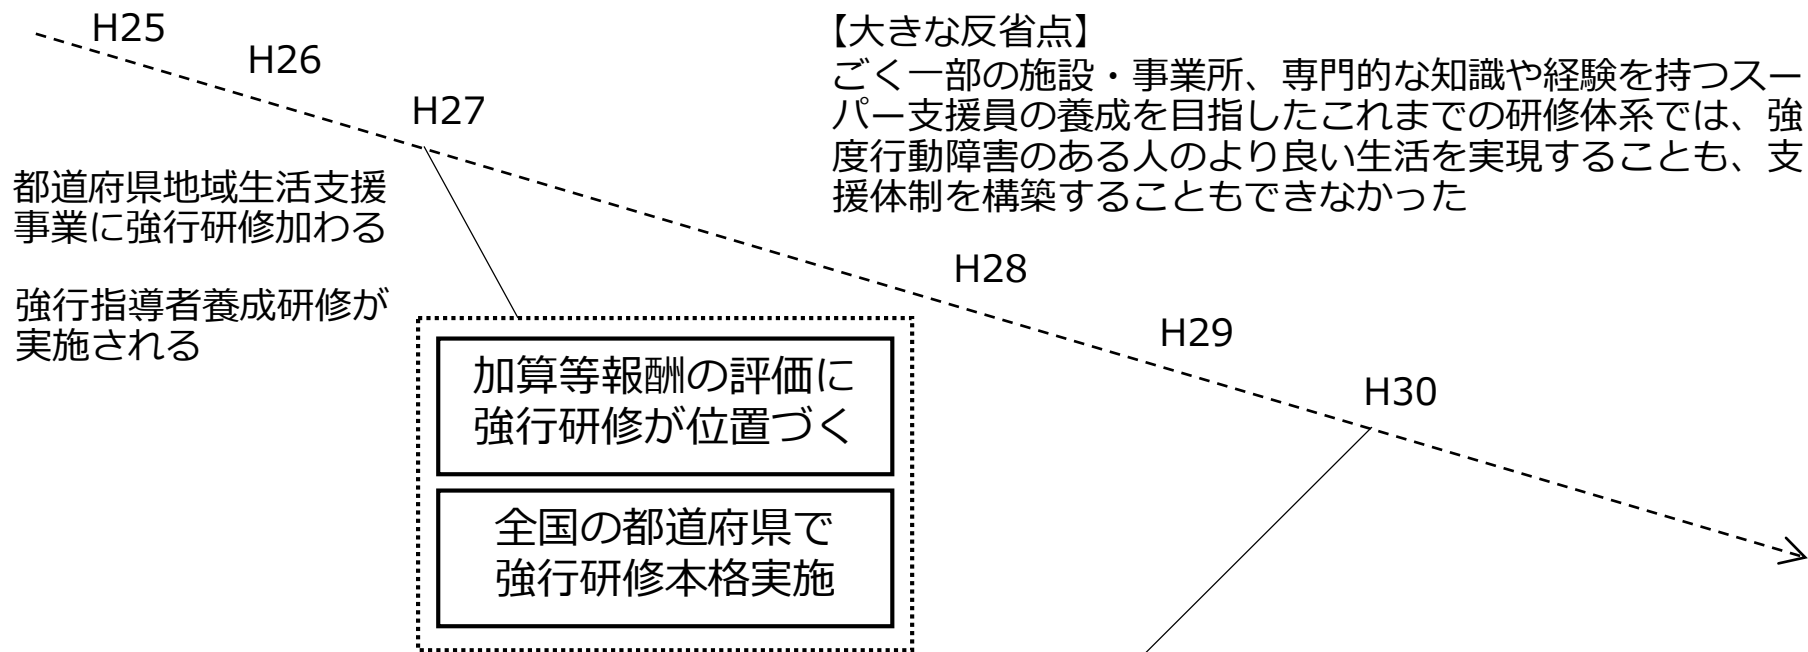 H25
H26
H27
【大きな反省点】
ごく一部の施設・事業所、専門的な知識や経験を持つスー
パー支援員の養成を目指したこれまでの研修体系では、強
度行動障害のある人のより良い生活を実現することも、支
援体制を構築することもできなかった
都道府県地域生活支援
事業に強行研修加わる
強行指導者養成研修が
実施される
H28
H29
H30
加算等報酬の評価に
強行研修が位置づく
全国の都道府県で
強行研修本格実施